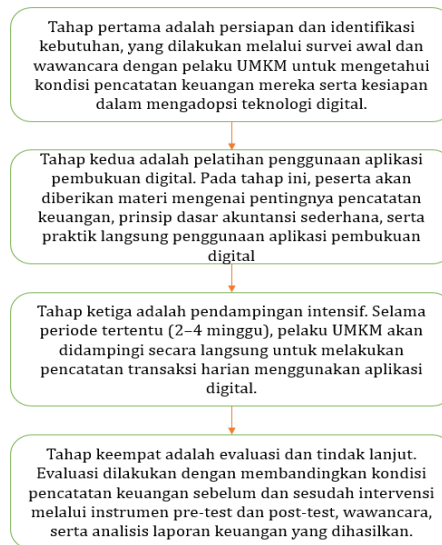 Tahap pertama adalah persiapan dan identifikasi
kebutuhan, yang dilakukan melalui survei awal dan
wawancara dengan pelaku UMKM untuk mengetahui
kondisi pencatatan keuangan mereka serta kesiapan
dalam mengadopsi teknologi digital.
Tahap kedua adalah pelatihan penggunaan aplikasi
pembukuan digital. Pada tahap ini, peserta akan
diberikan materi mengenai pentingnya pencatatan
keuangan, prinsip dasar akuntansi sederhana, serta
praktik langsung penggunaan aplikasi pembukuan
digital
Tahap ketiga adalah pendampingan intensif. Selama
periode tertentu (2–4 minggu), pelaku UMKM akan
didampingi secara langsung untuk melakukan
pencatatan transaksi harian menggunakan aplikasi
digital.
Tahap keempat adalah evaluasi dan tindak lanjut.
Evaluasi dilakukan dengan membandingkan kondisi
pencatatan keuangan sebelum dan sesudah intervensi
melalui instrumen pre-test dan post-test, wawancara,
serta analisis laporan keuangan yang dihasilkan.